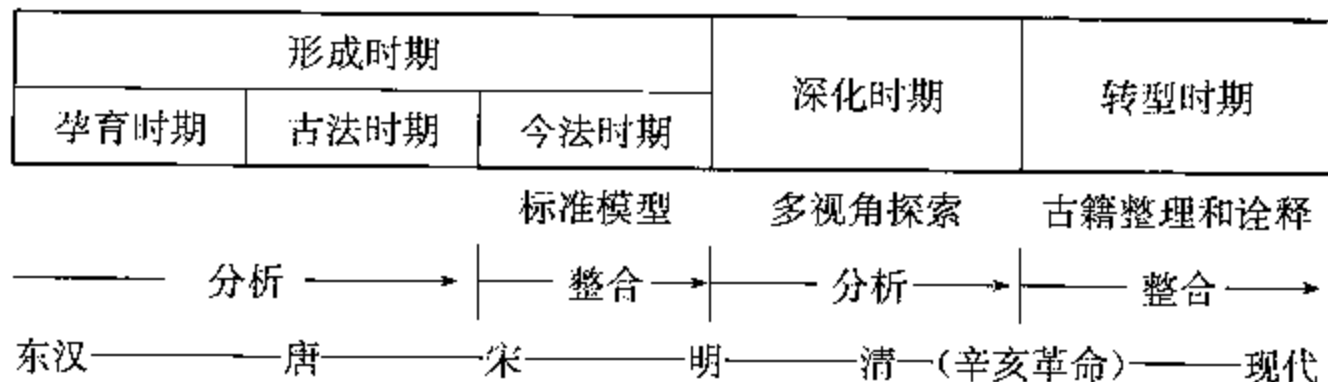 形成时期
深化时期 转型时期
孕育时期 古法时期 今法时期
标准模型 多视角探索 古籍整理和诠释
分析 整合 分析 整合
东汉 唐 宋 明 清 (辛亥革命) 现代